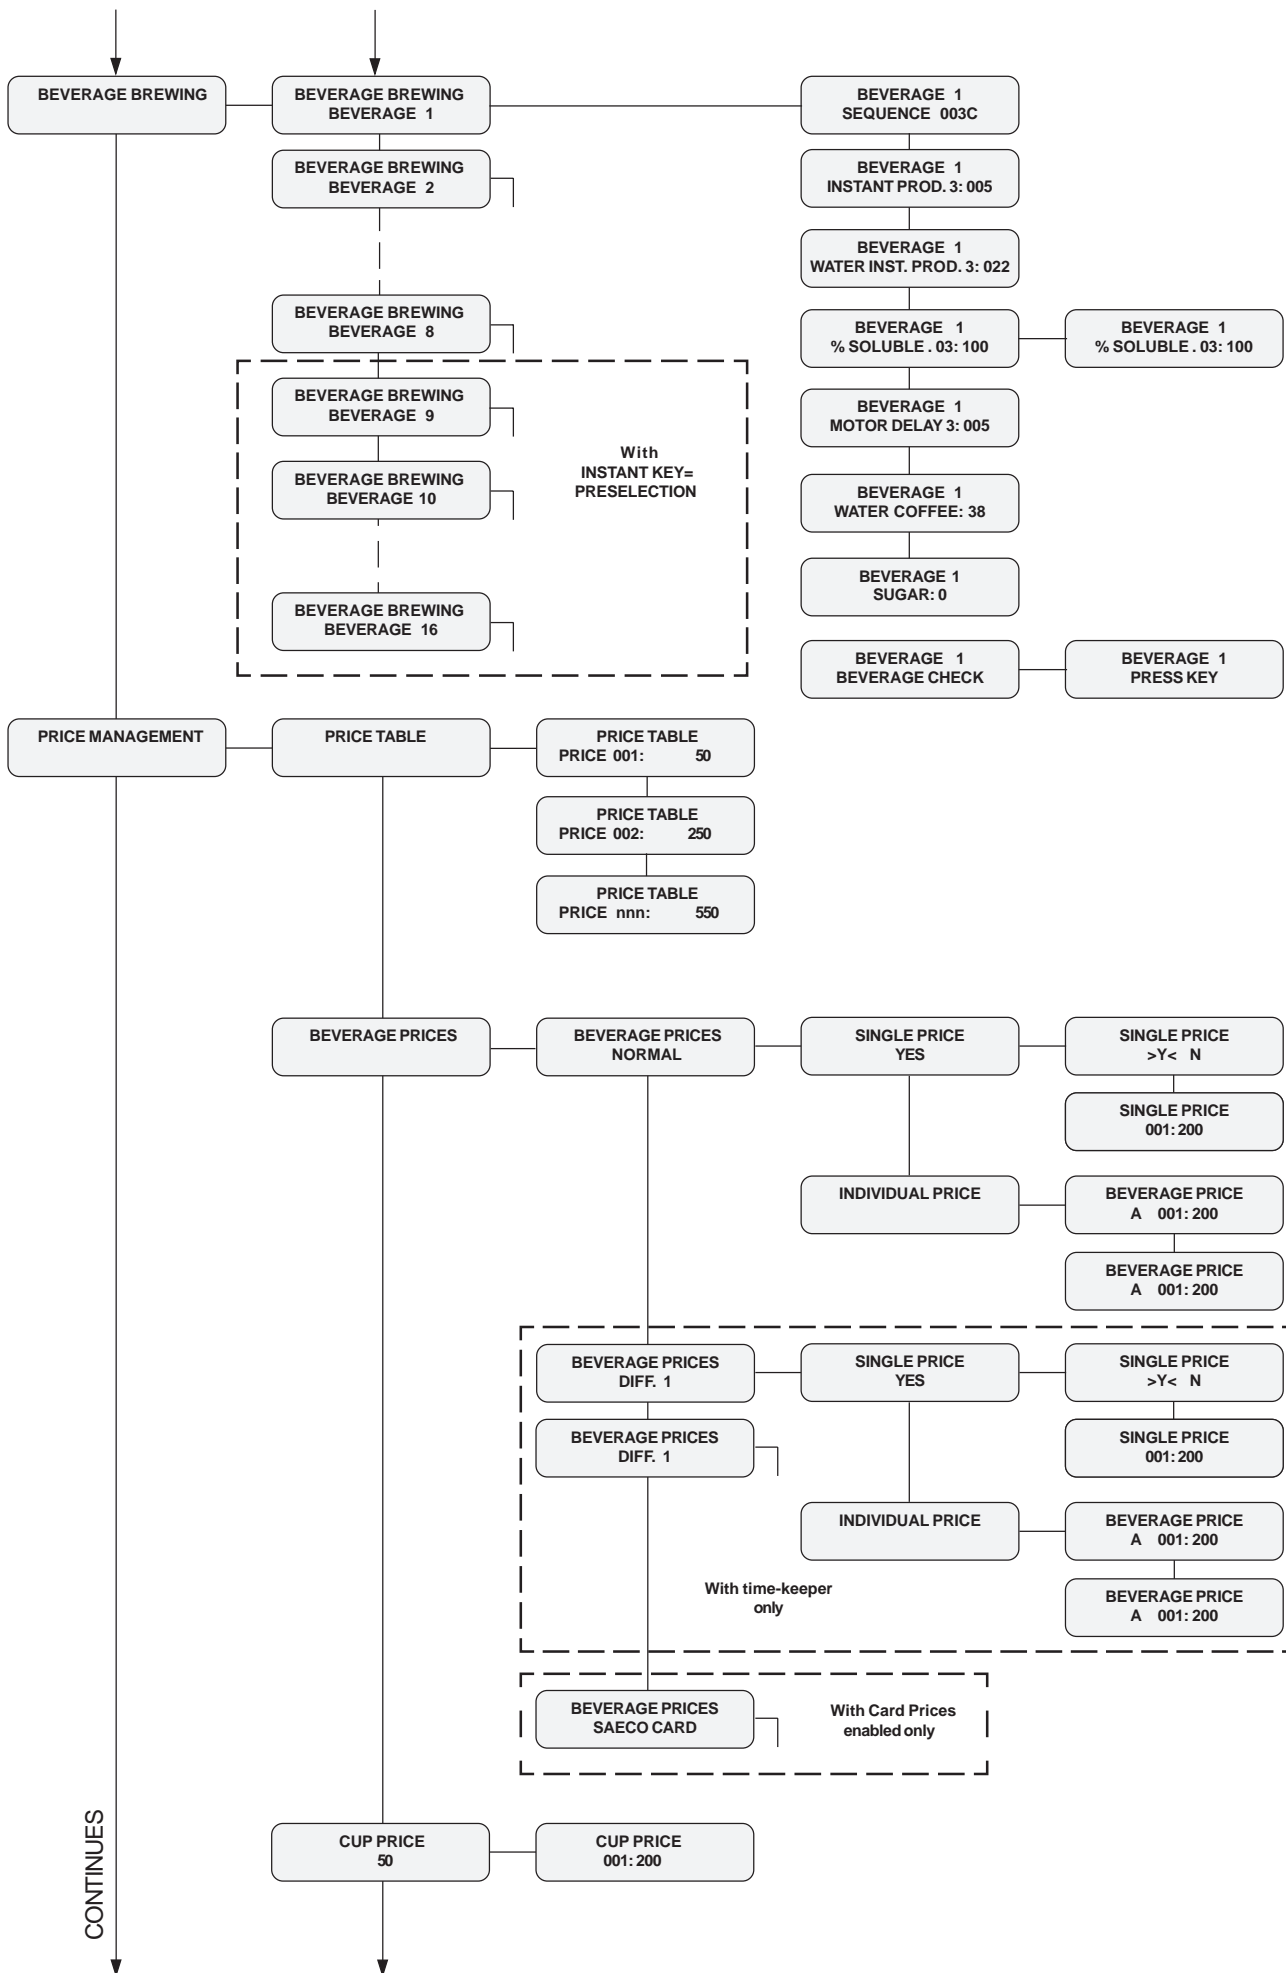 BEVERAGE BREWING
BEVERAGE BREWING
BEVERAGE 1
BEVERAGE 1
SEQUENCE 003C
BEVERAGE BREWING
BEVERAGE 2
BEVERAGE 1
INSTANT PROD. 3: 005
BEVERAGE 1
WATER INST. PROD. 3: 022
BEVERAGE BREWING
BEVERAGE 8
BEVERAGE 1
% SOLUBLE . 03: 100
BEVERAGE 1
% SOLUBLE . 03: 100
BEVERAGE BREWING
BEVERAGE 9
BEVERAGE 1
MOTOR DELAY 3: 005
With
INSTANT KEY=
PRESELECTION
BEVERAGE BREWING
BEVERAGE 10
BEVERAGE 1
WATER COFFEE: 38
BEVERAGE 1
SUGAR: 0
BEVERAGE BREWING
BEVERAGE 16
BEVERAGE 1
BEVERAGE CHECK
BEVERAGE 1
PRESS KEY
PRICE MANAGEMENT
PRICE TABLE
PRICE TABLE
PRICE 001: 50
PRICE TABLE
PRICE 002: 250
PRICE TABLE
PRICE nnn: 550
BEVERAGE PRICES
BEVERAGE PRICES
NORMAL
SINGLE PRICE
YES
SINGLE PRICE
>Y< N
SINGLE PRICE
001: 200
INDIVIDUAL PRICE
BEVERAGE PRICE
A 001: 200
BEVERAGE PRICE
A 001: 200
BEVERAGE PRICES
DIFF. 1
SINGLE PRICE
YES
SINGLE PRICE
>Y< N
BEVERAGE PRICES
DIFF. 1
SINGLE PRICE
001: 200
INDIVIDUAL PRICE
BEVERAGE PRICE
A 001: 200
With time-keeper
only
BEVERAGE PRICE
A 001: 200
BEVERAGE PRICES
SAECO CARD
With Card Prices
enabled only
CUP PRICE
50
CUP PRICE
001: 200
CONTINUES